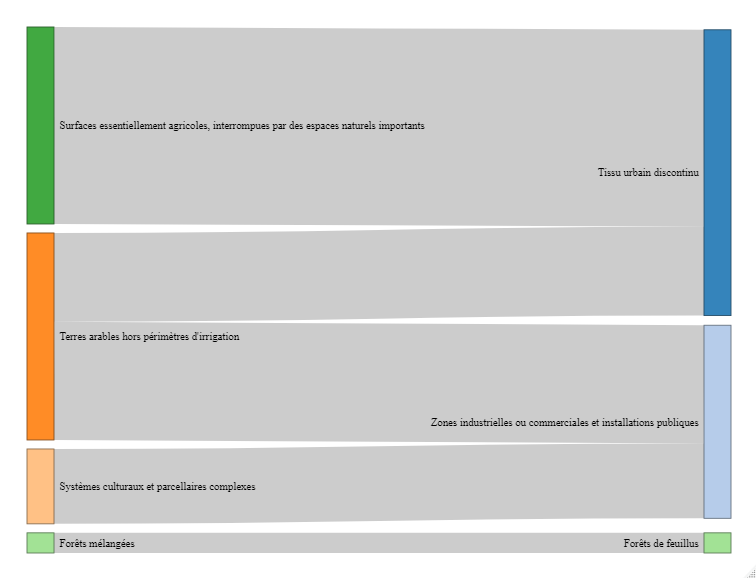 Surfaces essentiellement agricoles, interrompues par des espaces naturels importants
Tissu urbain discontinu
Terres arables hors périmètres d'irrigation
Zones industrielles ou commerciales et installations publiques
Systèmes culturaux et parcellaires complexes
Forêts mélangées
Forêts de feuillus